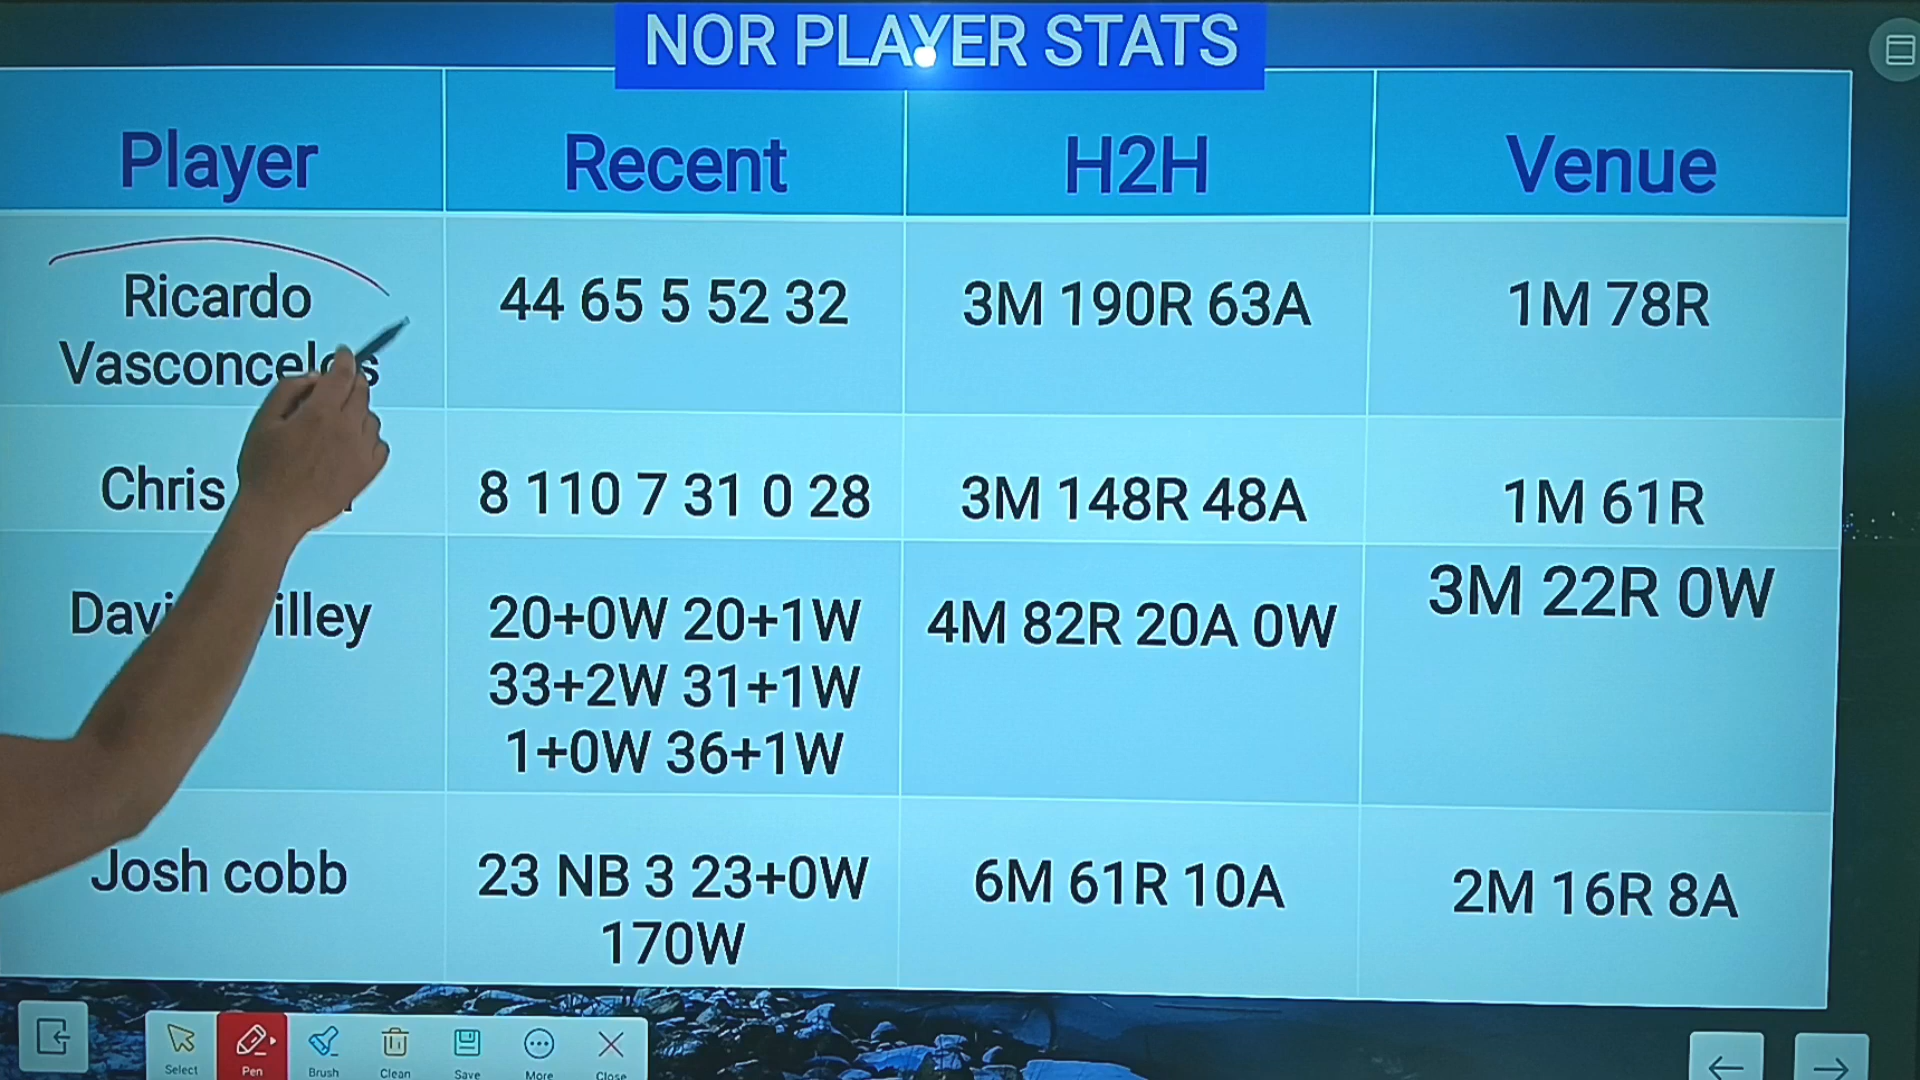 NOR PLAYER STATS
Player Recent H2H Venue
Ricardo
Vasconcelos
44 65 5 52 32
3M 190R 63A
1M 78R
Chris
8 110 7 31 0 28
3M 148R 48A
1M 61R
20+0W 20+1W
33+2W 31+1W
1+0W 36+1W
4M 82R 20A 0W
3M 22R 0W
Josh cobb
23 NB 3 23+0W
170W
6M 61R 10A
2M 16R 8A
Select Pen Brush Clean Save More Close